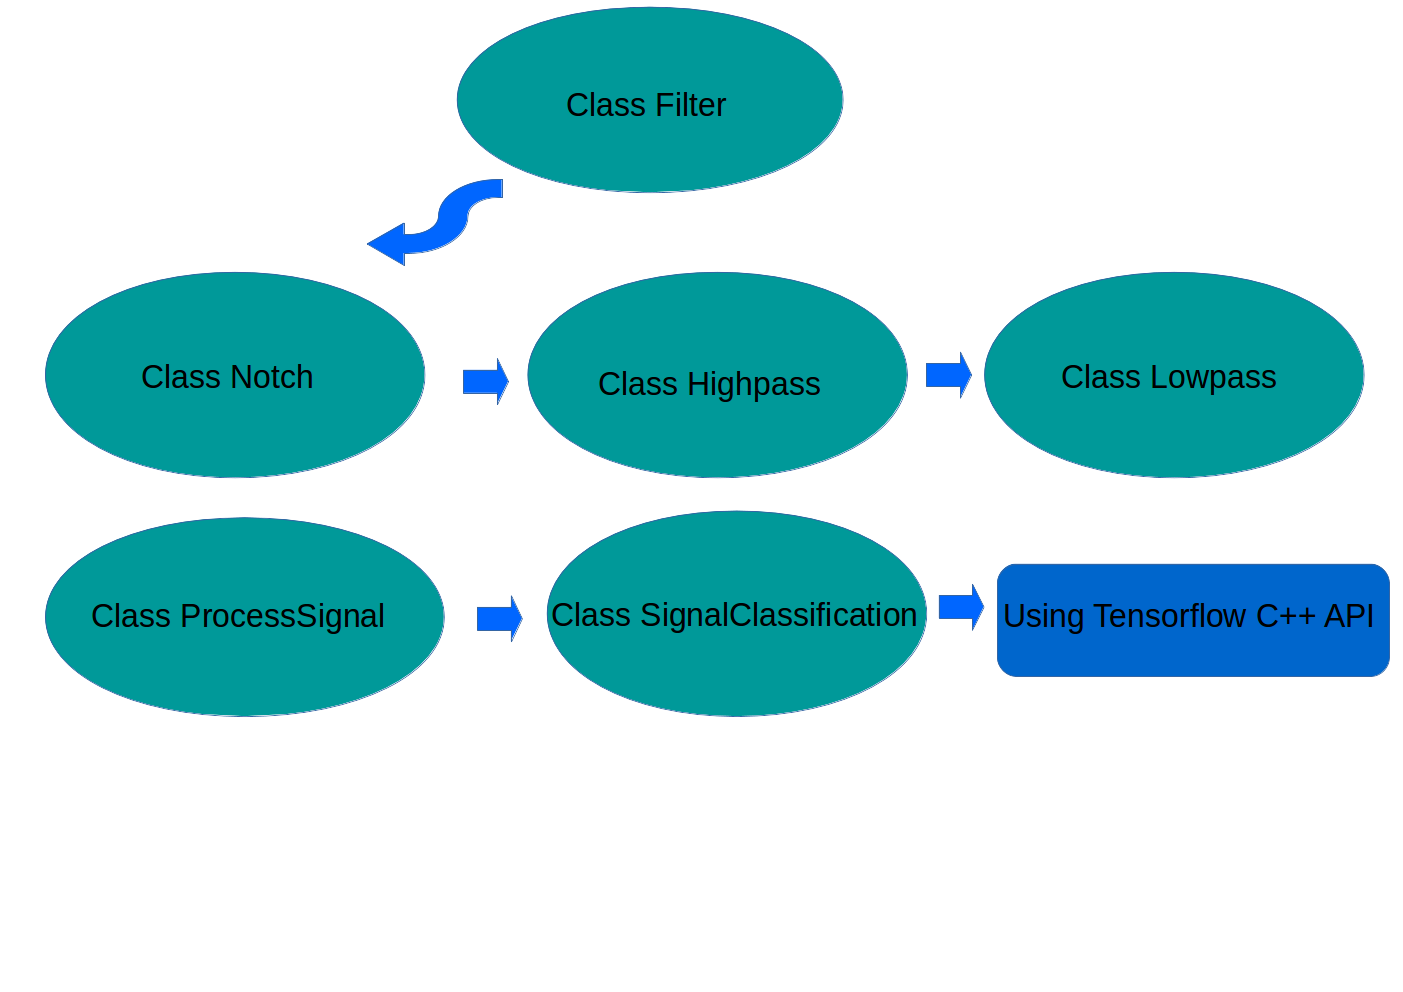 Class Filter
Class Notch
Class Highpass
Class Lowpass
Class ProcessSignal
Class SignalClassification
Using Tensorflow C++ API